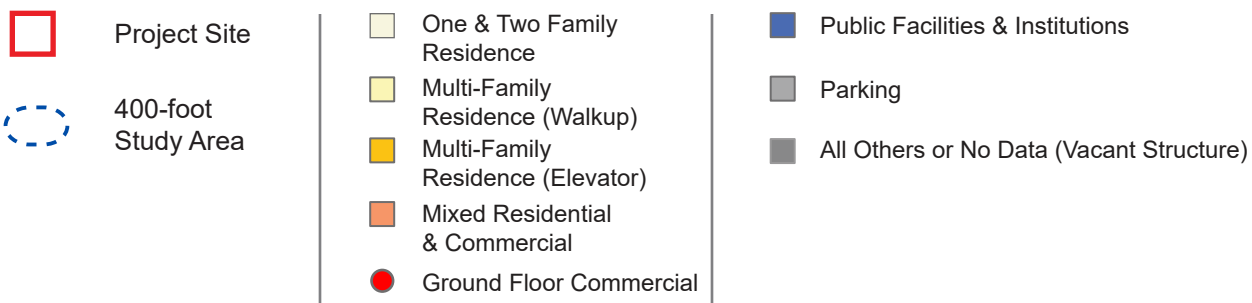 Project Site
400-foot
Study Area
One & Two Family
Residence
Multi-Family
Residence (Walkup)
Multi-Family
Residence (Elevator)
Mixed Residential
& Commercial
Ground Floor Commercial
Public Facilities & Institutions
Parking
All Others or No Data (Vacant Structure)